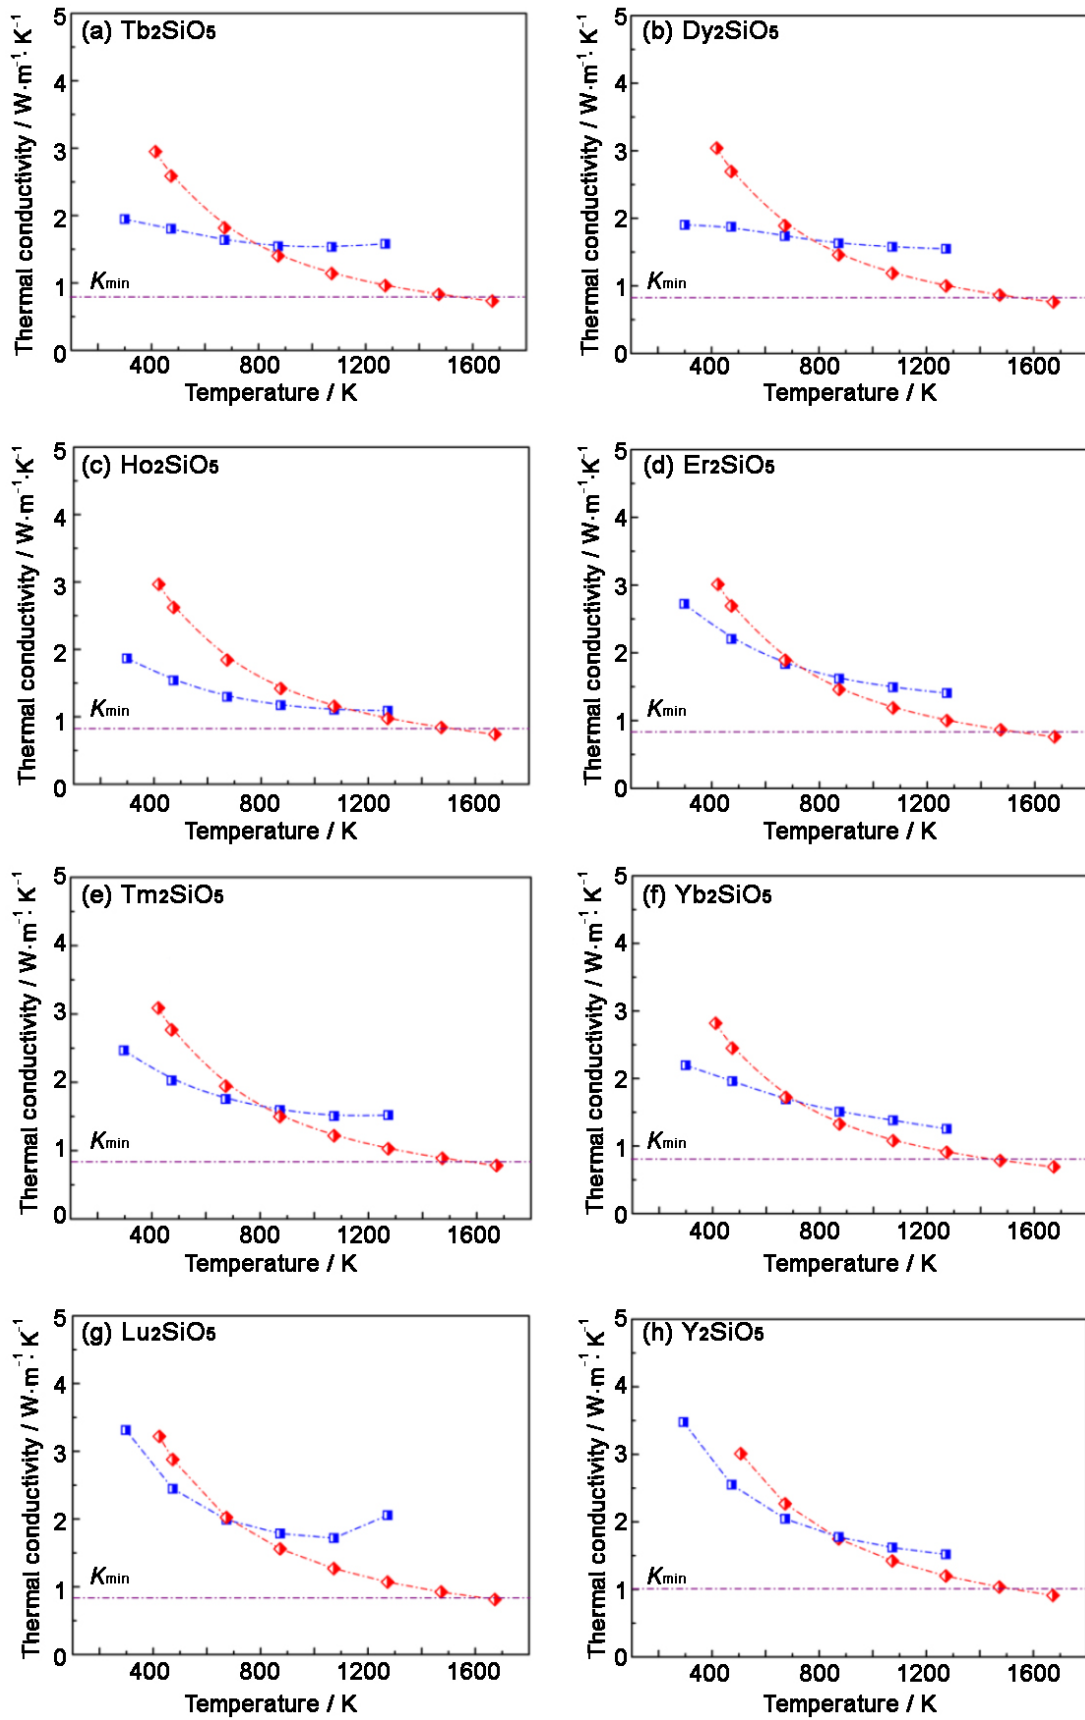 (a) Tb₂SiO₅
Thermal conductivity / W·m⁻¹· K⁻¹
5
4
3
2
1
0
Kmin
400 800 1200 1600
Temperature / K
(b) Dy₂SiO₅
Thermal conductivity / W·m⁻¹· K⁻¹
5
4
3
2
1
0
Kmin
400 800 1200 1600
Temperature / K
(c) Ho₂SiO₅
Thermal conductivity / W·m⁻¹·K⁻¹
5
4
3
2
1
0
Kmin
400 800 1200 1600
Temperature / K
(d) Er₂SiO₅
Thermal conductivity / W·m⁻¹·K⁻¹
5
4
3
2
1
0
Kmin
400 800 1200 1600
Temperature / K
(e) Tm₂SiO₅
Thermal conductivity / W·m⁻¹· K⁻¹
5
4
3
2
1
0
Kmin
400 800 1200 1600
Temperature / K
(f) Yb₂SiO₅
Thermal conductivity / W·m⁻¹· K⁻¹
5
4
3
2
1
0
Kmin
400 800 1200 1600
Temperature / K
(g) Lu₂SiO₅
Thermal conductivity / W·m⁻¹· K⁻¹
5
4
3
2
1
0
Kmin
400 800 1200 1600
Temperature / K
(h) Y₂SiO₅
Thermal conductivity / W·m⁻¹· K⁻¹
5
4
3
2
1
0
Kmin
400 800 1200 1600
Temperature / K